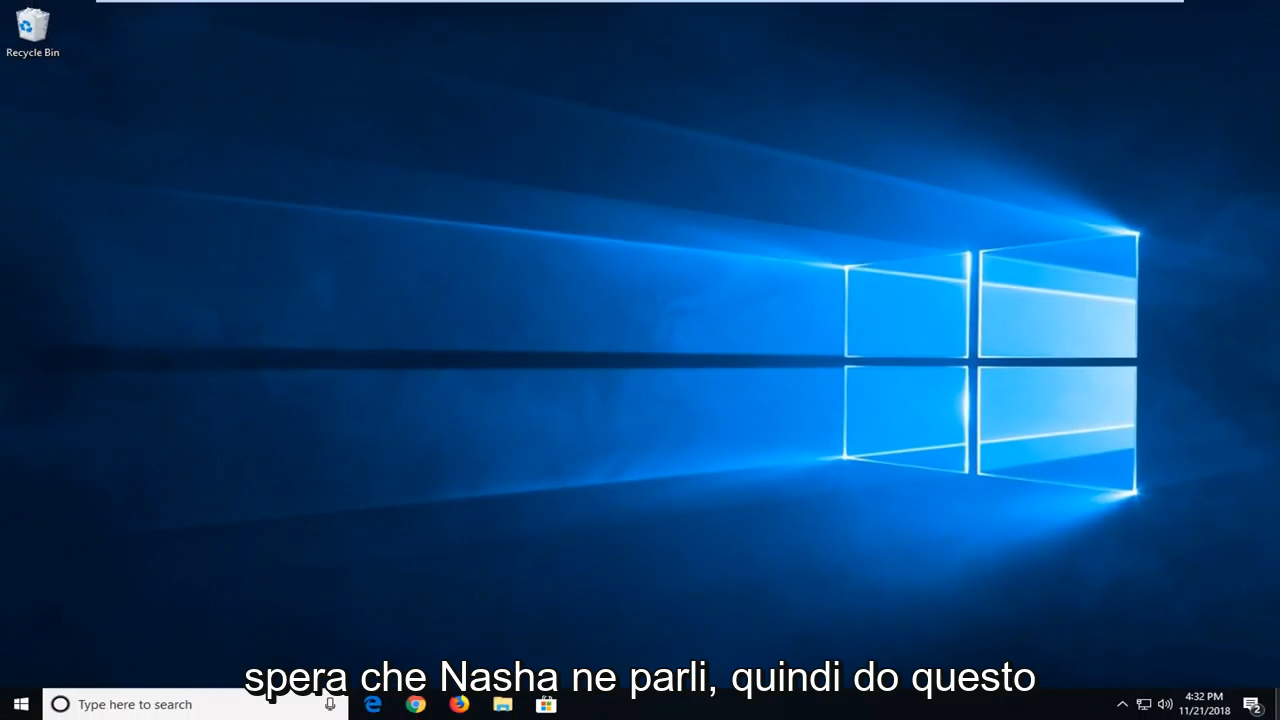 Recycle Bin
spera che Nasha ne parli, quindi do questo
Type here to search
4:32 PM
11/21/2018
2